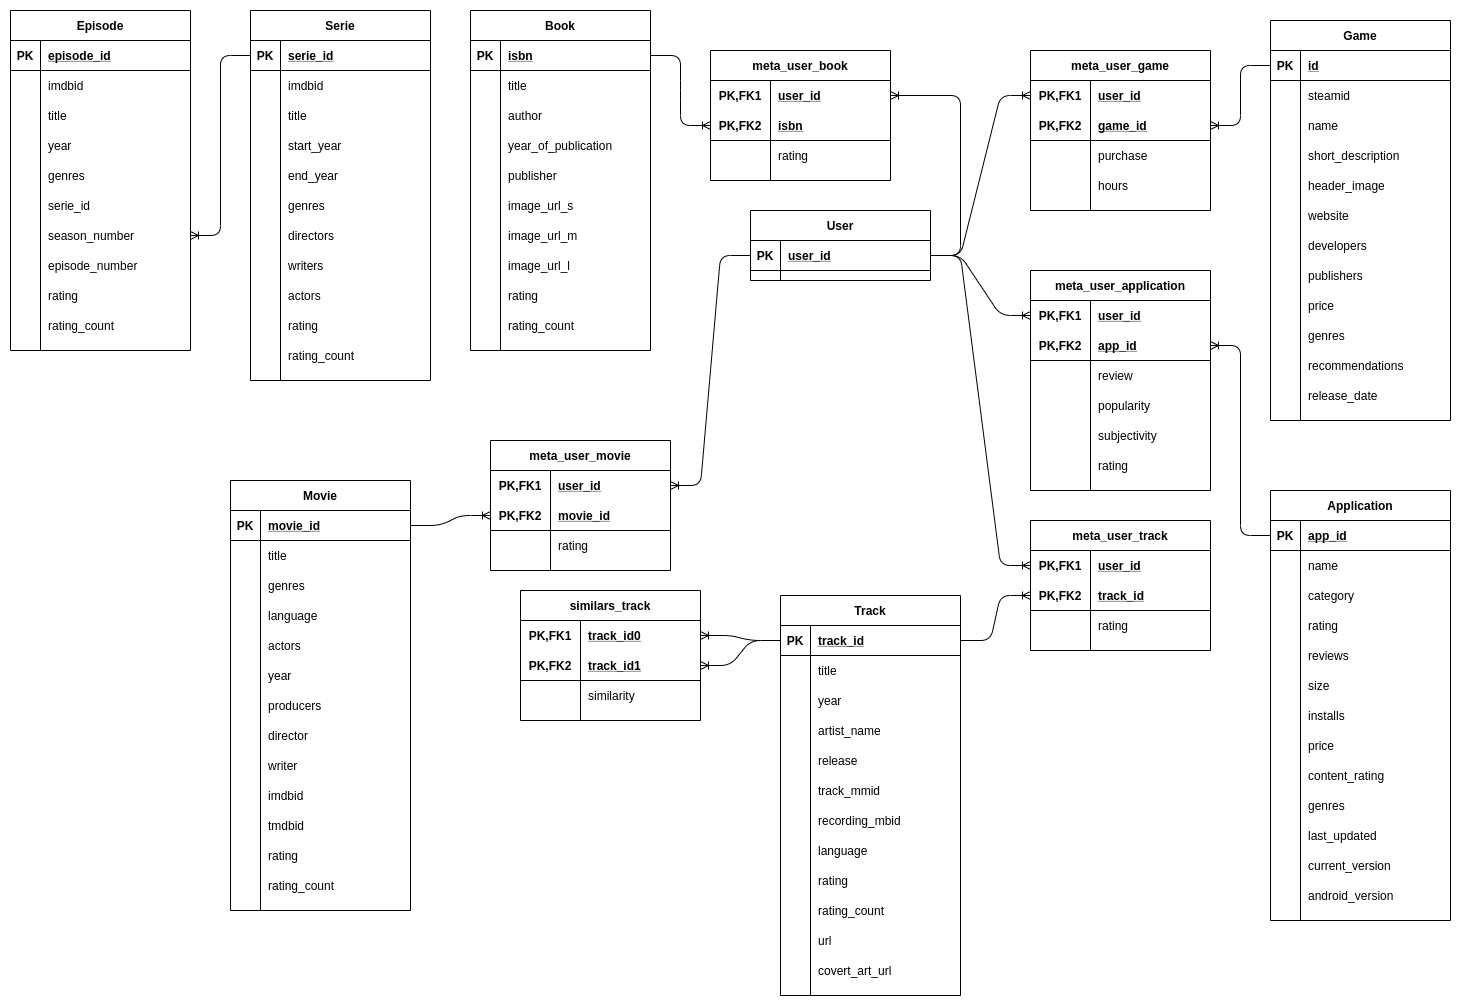 Episode
PK episode_id
imdbid
title
year
genres
serie_id
season_number
episode_number
rating
rating_count
Serie
PK serie_id
imdbid
title
start_year
end_year
genres
directors
writers
actors
rating
rating_count
Book
PK isbn
title
author
year_of_publication
publisher
image_url_s
image_url_m
image_url_l
rating
rating_count
meta_user_book
PK,FK1 user_id
PK,FK2 isbn
rating
User
PK user_id
meta_user_game
PK,FK1 user_id
PK,FK2 game_id
purchase
hours
Game
PK id
steamid
name
short_description
header_image
website
developers
publishers
price
genres
recommendations
release_date
meta_user_application
PK,FK1 user_id
PK,FK2 app_id
review
popularity
subjectivity
rating
meta_user_movie
PK,FK1 user_id
PK,FK2 movie_id
rating
Movie
PK movie_id
title
genres
language
actors
year
producers
director
writer
imdbid
tmdbid
rating
rating_count
similars_track
PK,FK1 track_id0
PK,FK2 track_id1
similarity
Track
PK track_id
title
year
artist_name
release
track_mmid
recording_mbid
language
rating
rating_count
url
covert_art_url
meta_user_track
PK,FK1 user_id
PK,FK2 track_id
rating
Application
PK app_id
name
category
rating
reviews
size
installs
price
content_rating
genres
last_updated
current_version
android_version